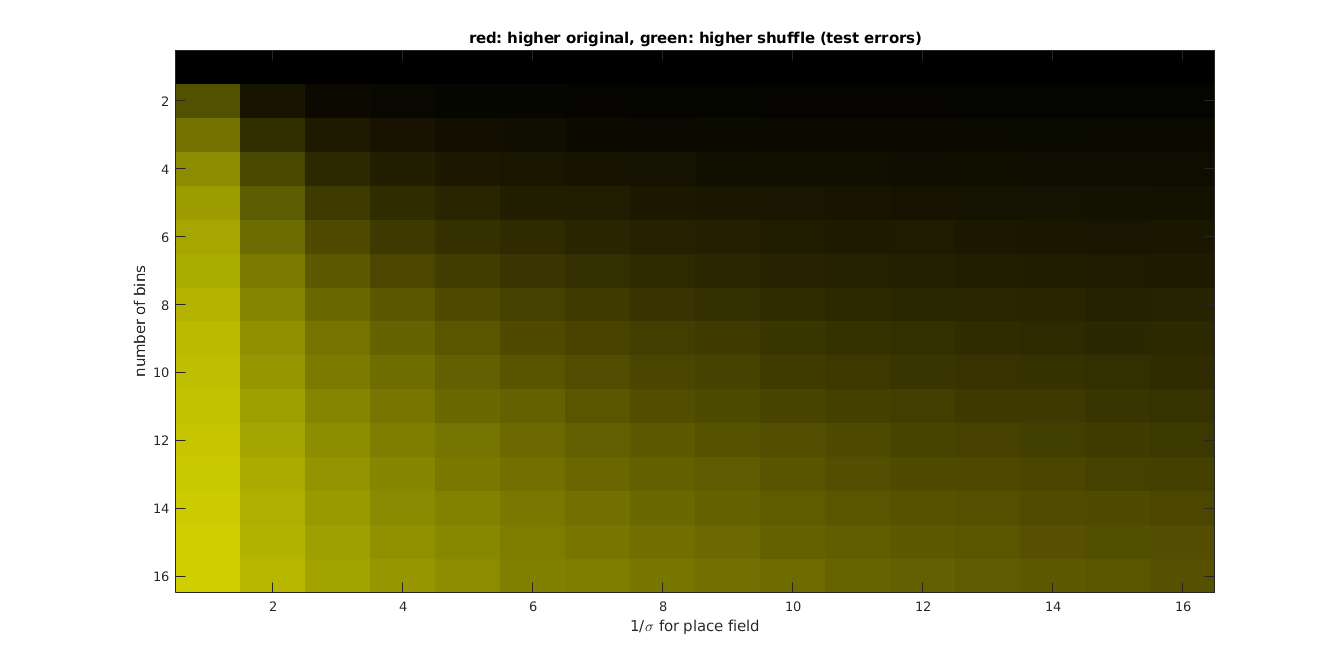 red: higher original, green: higher shuffle (test errors)
2
4
6
8
10
12
14
16
number of bins
2 4 6 8 10 12 14 16
1/σ for place field